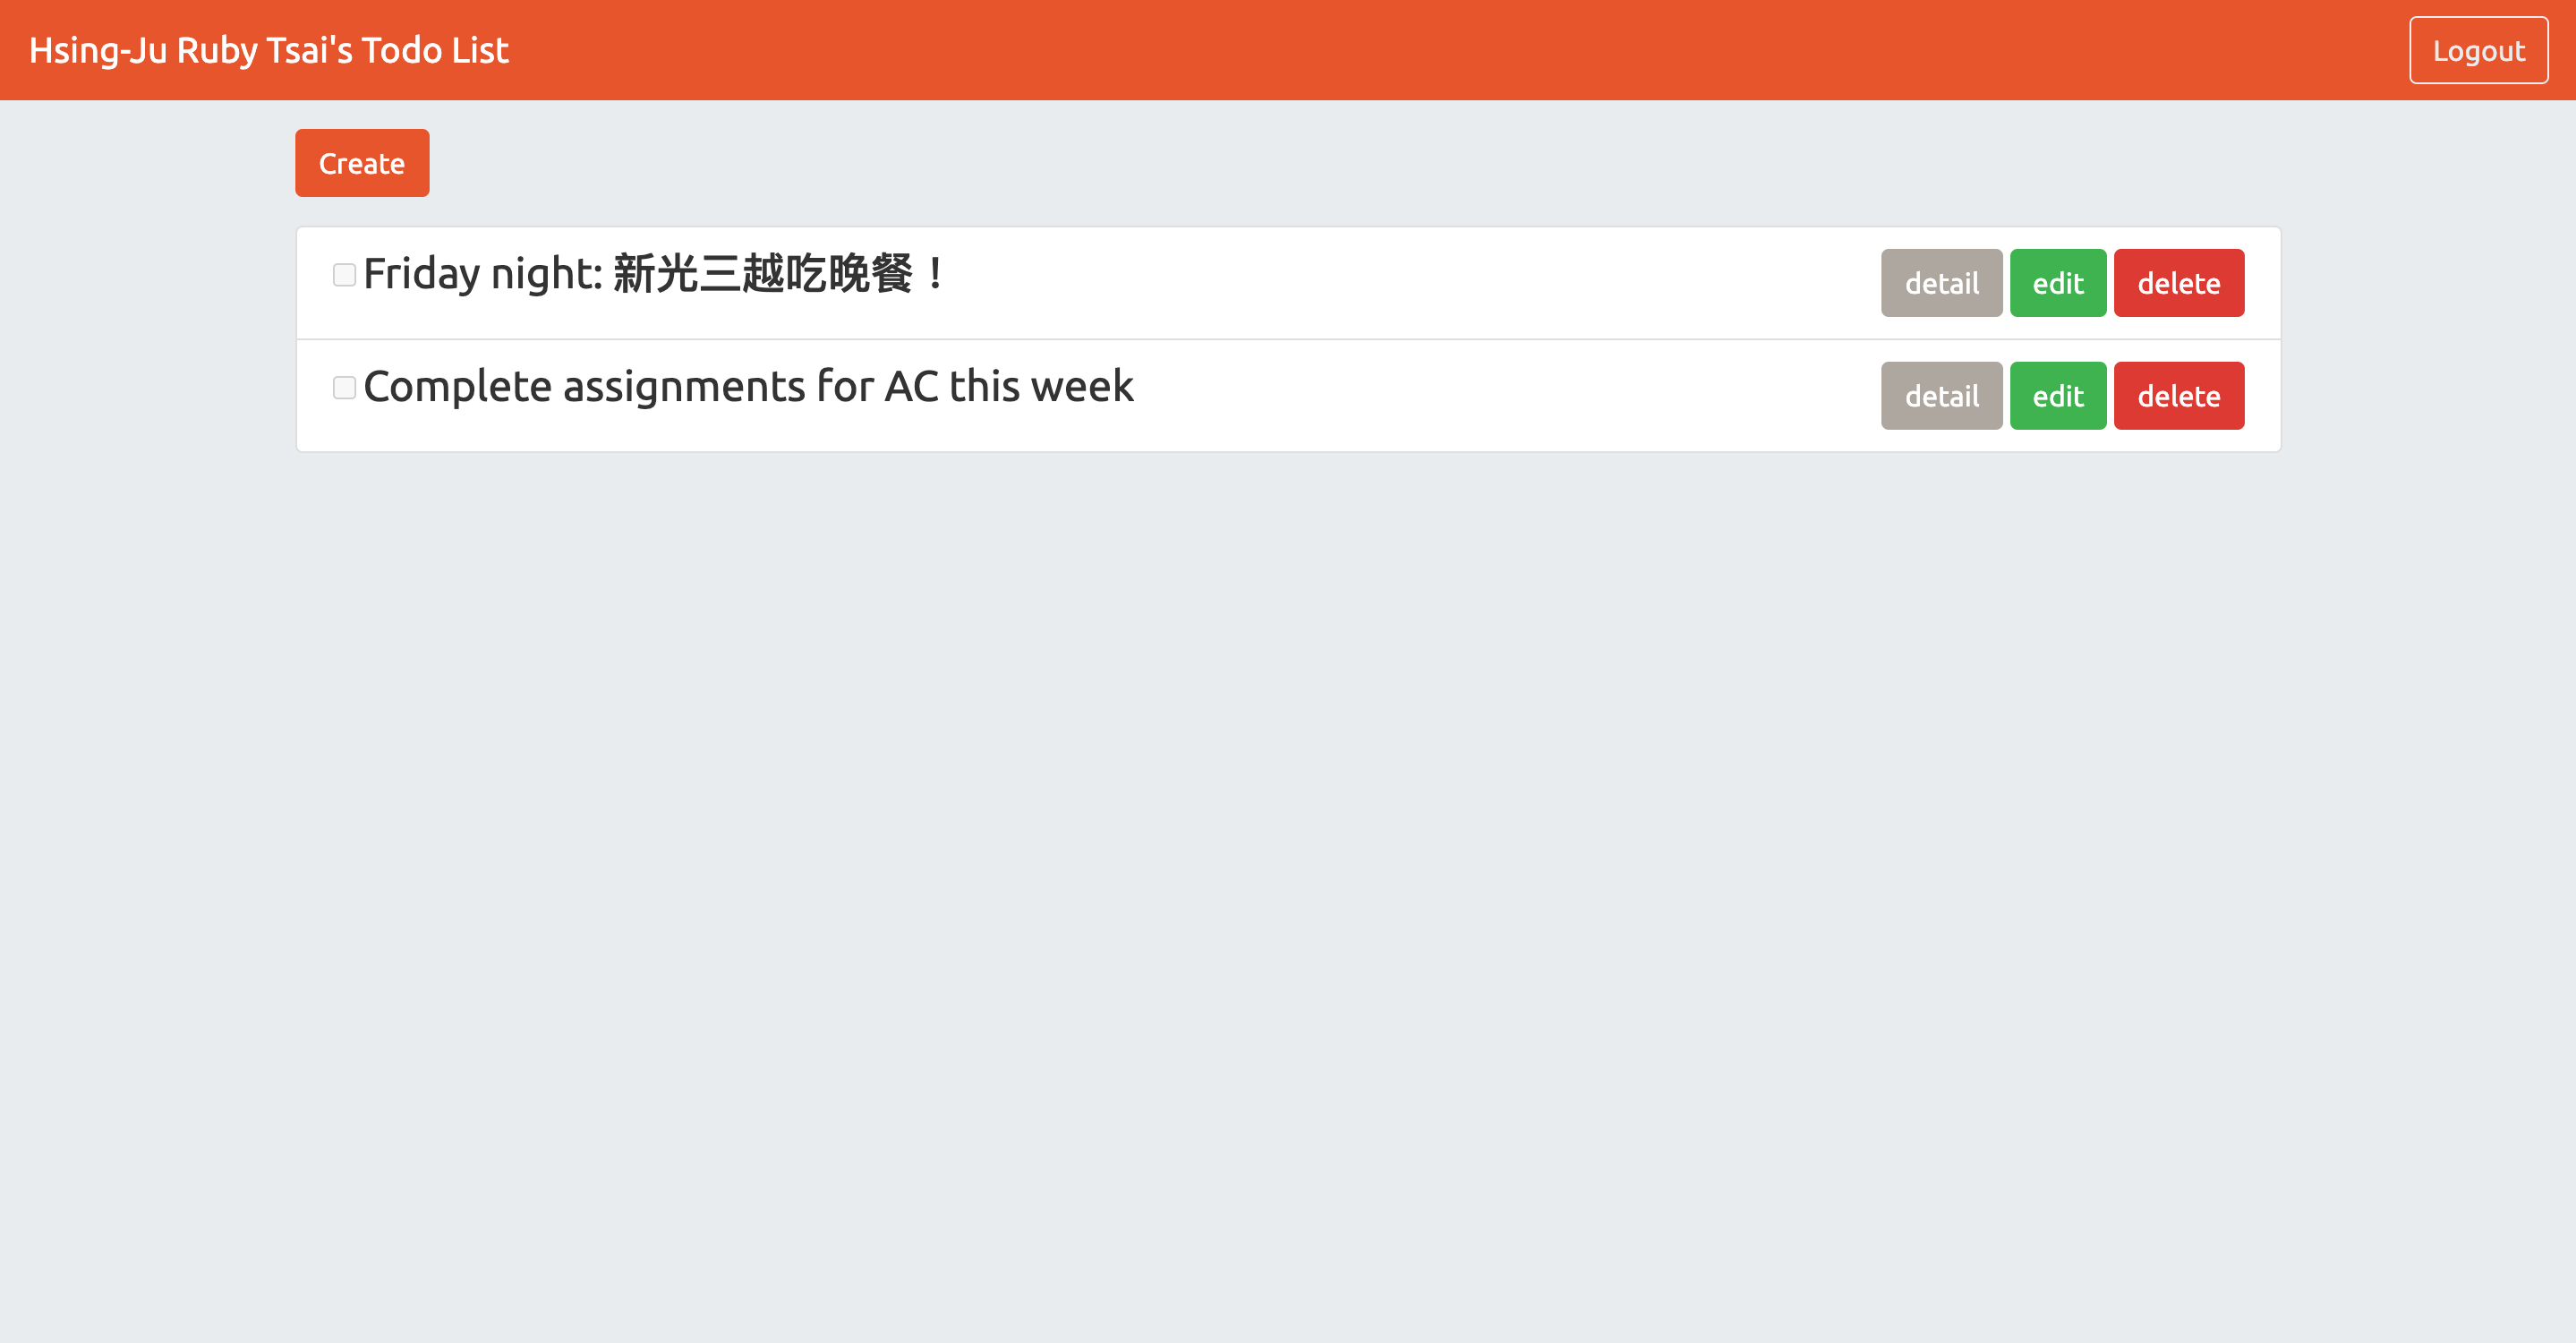 Hsing-Ju Ruby Tsai's Todo List
Logout
Create
Friday night: 新光三越吃晚餐！
detail edit delete
Complete assignments for AC this week
detail edit delete